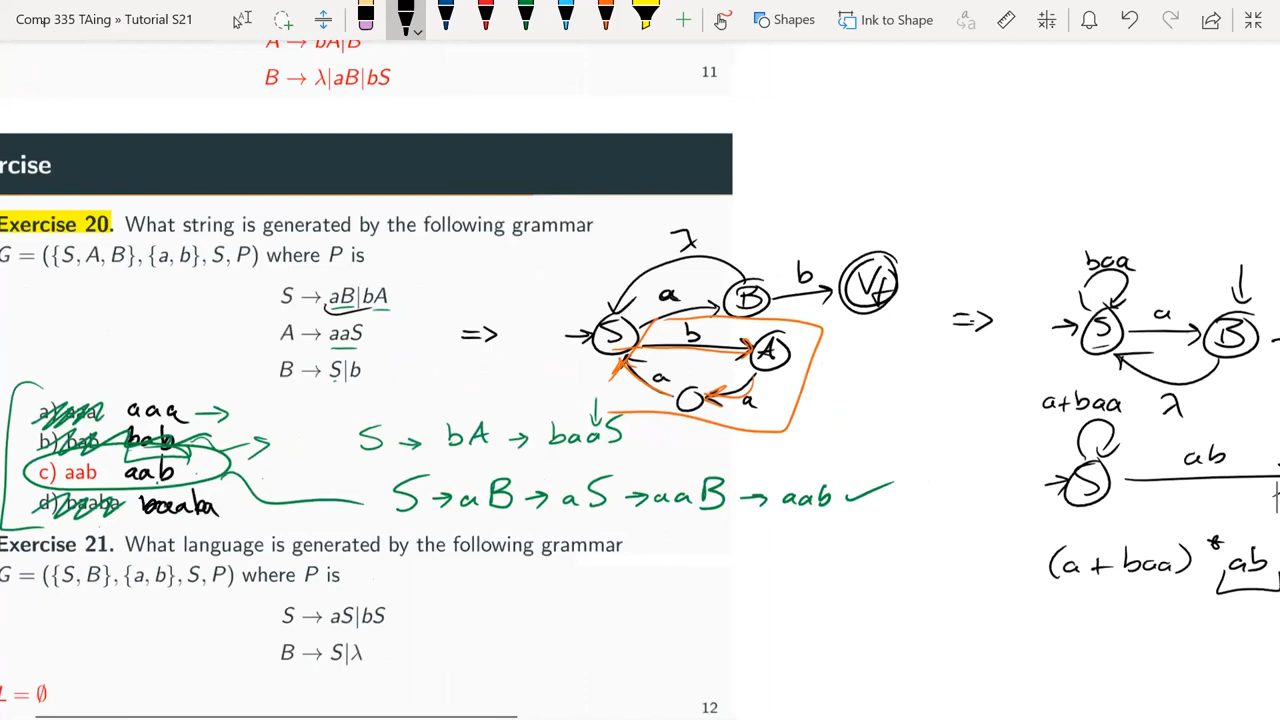 Comp 335 TAing » Tutorial S21
Shapes
Ink to Shape
A → bA|B
B → λ|aB|bS
11
rcise
Exercise 20. What string is generated by the following grammar
G = ({S, A, B}, {a, b}, S, P) where P is
S → aB|bA
A → aaS
B → S|b
=>
a) aaa aaa →
b) bab bab
c) aab aab
d) baaba baaaba
S → bA → baaS
S → aB → aS → aaB → aab ✓
λ
a
B
b
Vf
S
b
A
a
a
=>
baa
S
a
B
λ
a+baa
S
ab
(a + baa)* ab
Exercise 21. What language is generated by the following grammar
G = ({S, B}, {a, b}, S, P) where P is
S → aS|bS
B → S|λ
L = ∅
12